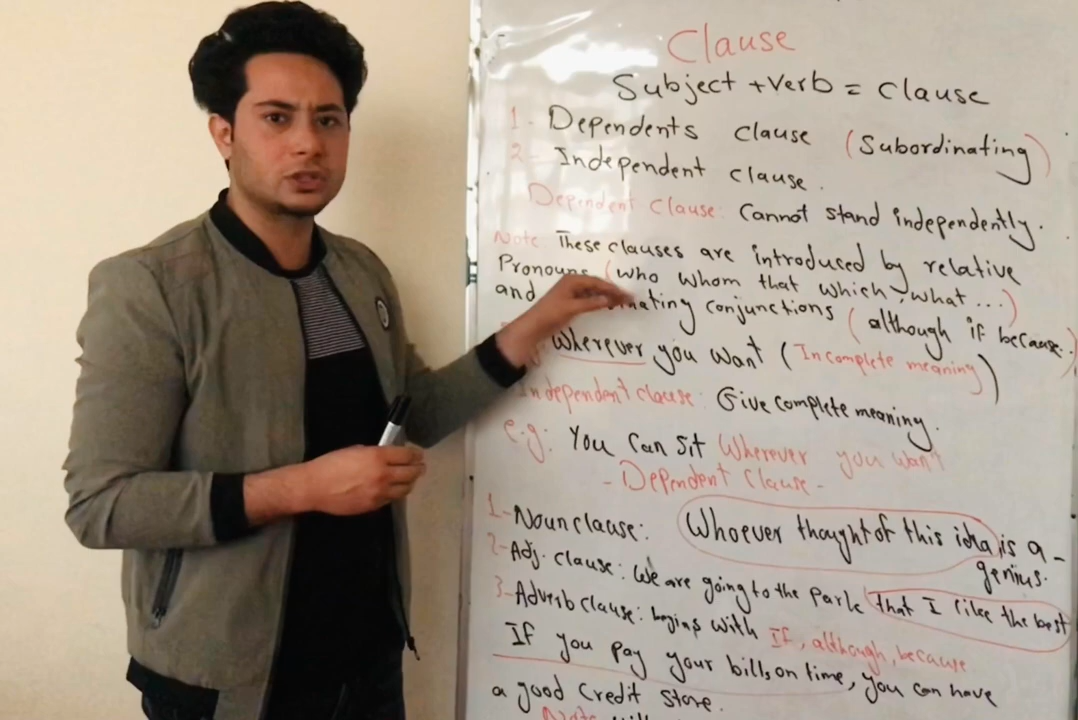 Clause
Subject + Verb = Clause
1- Dependents clause (Subordinating)
2- Independent clause.
Dependent Clause: Cannot stand independently.
Note: These clauses are introdused by relative
Pronouns (who whom that which, what ...)
and conjunctions (although if because..)
Wherever you want (Incomplete meaning)
Independent clause: Give complete meaning.
e.g: You Can Sit Wherever you want
- Dependent Clause -
1- Noun clause: Whoever thought of this idea is a -
genius.
2- Adj. clause: We are going to the Park that I like the best
3- Adverb clause: begins with If, although, because
If you pay your bills on time, you can have
a good Credit store.
Note